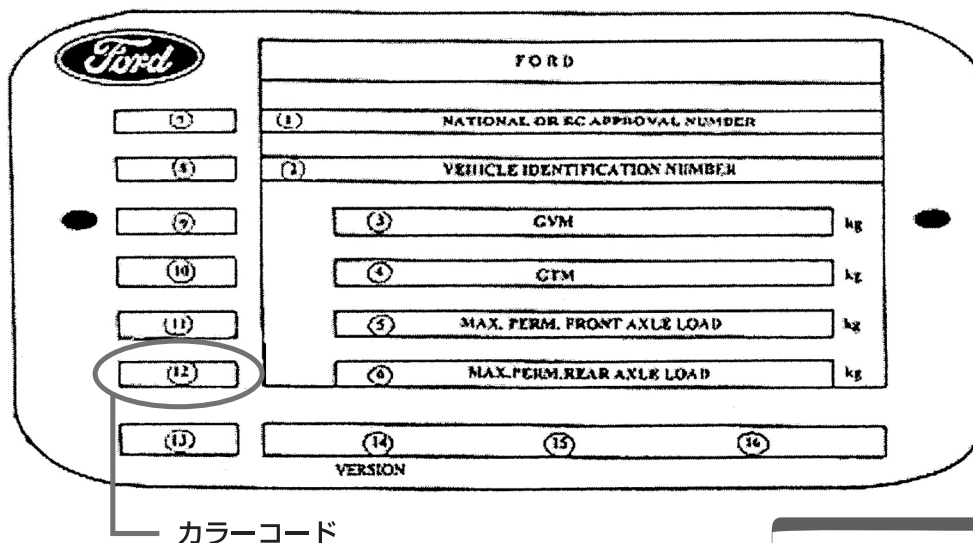 Ford
FORD
⑦
① NATIONAL OR EC APPROVAL NUMBER
⑧
② VEHICLE IDENTIFICATION NUMBER
⑨
③ GVM kg
⑩
④ GTM kg
⑪
⑤ MAX. PERM. FRONT AXLE LOAD kg
⑫
⑥ MAX.PERM.REAR AXLE LOAD kg
⑬
⑭ ⑮ ⑯
VERSION
カラーコード